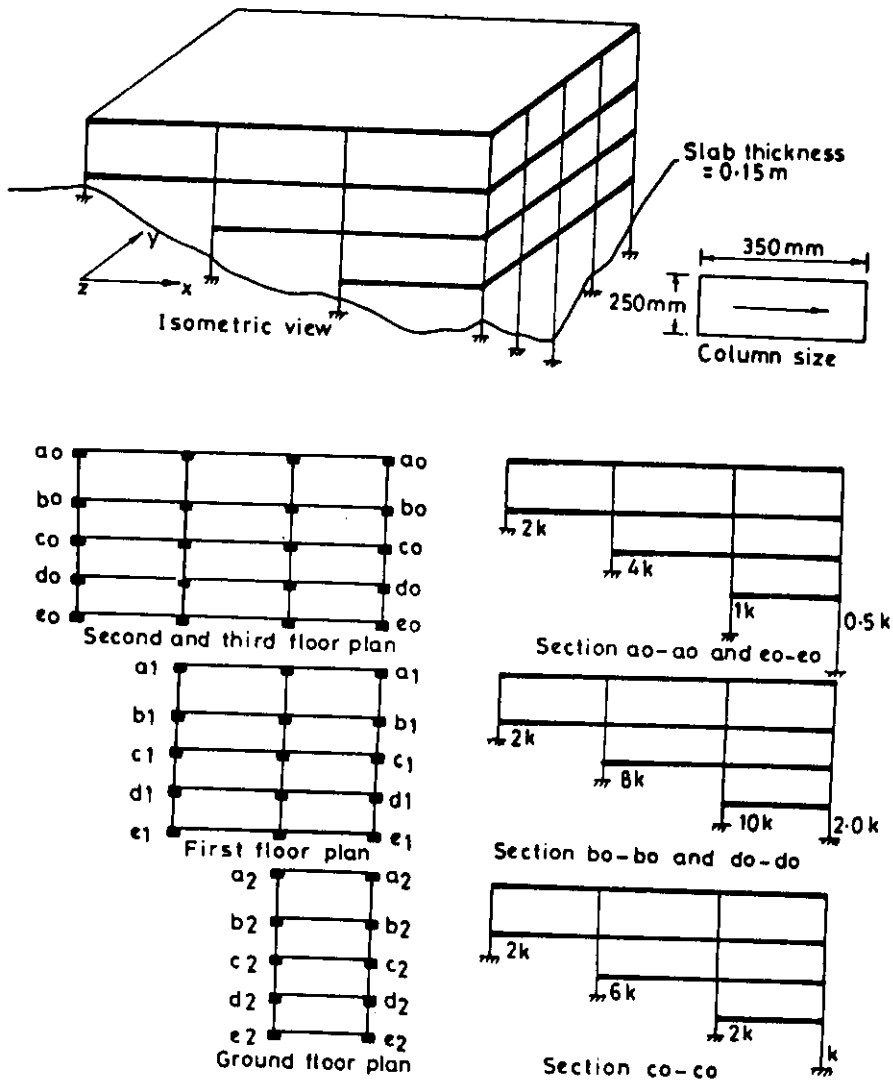 Slab thickness
= 0.15 m
350mm
250mm
Column size
y
z
x
Isometric view
ao
ao
bo
bo
co
co
do
do
eo
eo
Second and third floor plan
2k
4k
1k
0.5k
Section ao-ao and eo-eo
a1
a1
b1
b1
c1
c1
d1
d1
e1
e1
First floor plan
2k
8k
10k
2.0k
Section bo-bo and do-do
a2
a2
b2
b2
c2
c2
d2
d2
e2
e2
Ground floor plan
2k
6k
2k
k
Section co-co